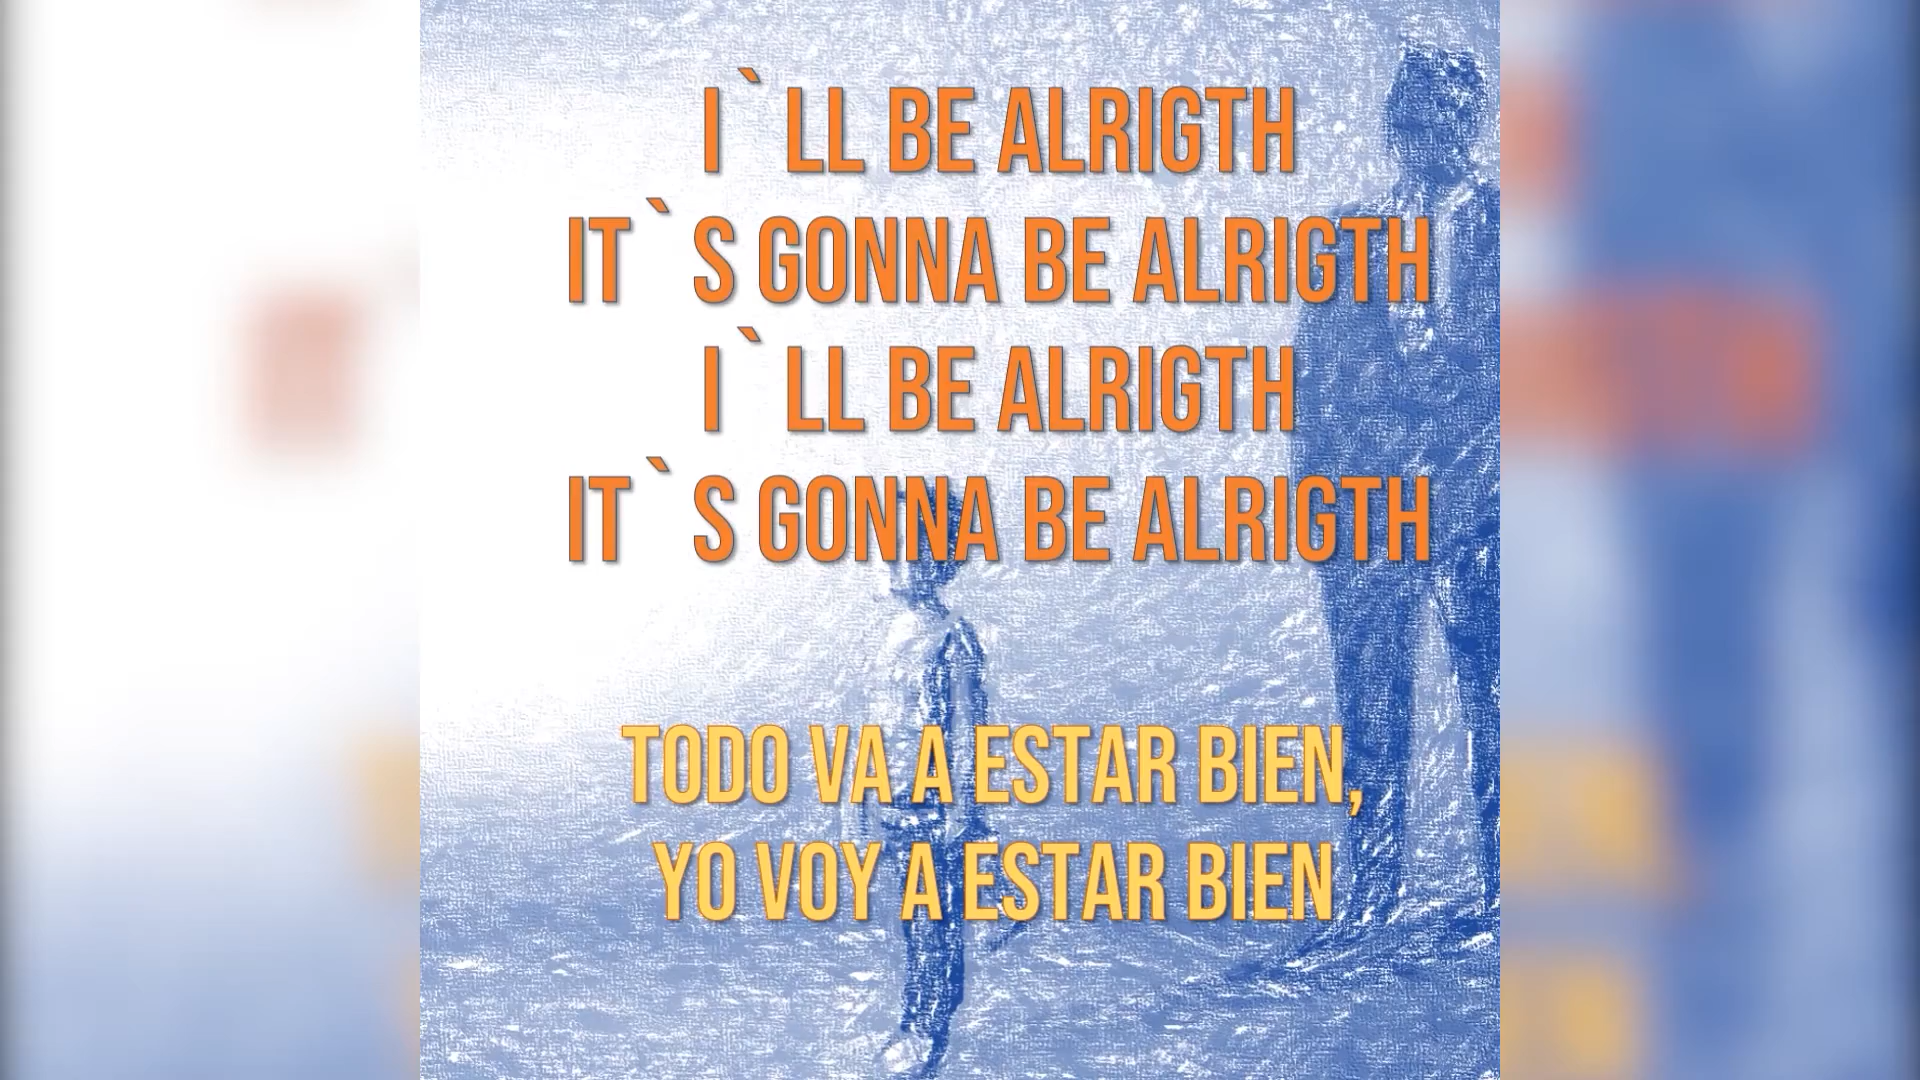 I`LL BE ALRIGTH
IT`S GONNA BE ALRIGTH
I`LL BE ALRIGTH
IT`S GONNA BE ALRIGTH
TODO VA A ESTAR BIEN,
YO VOY A ESTAR BIEN